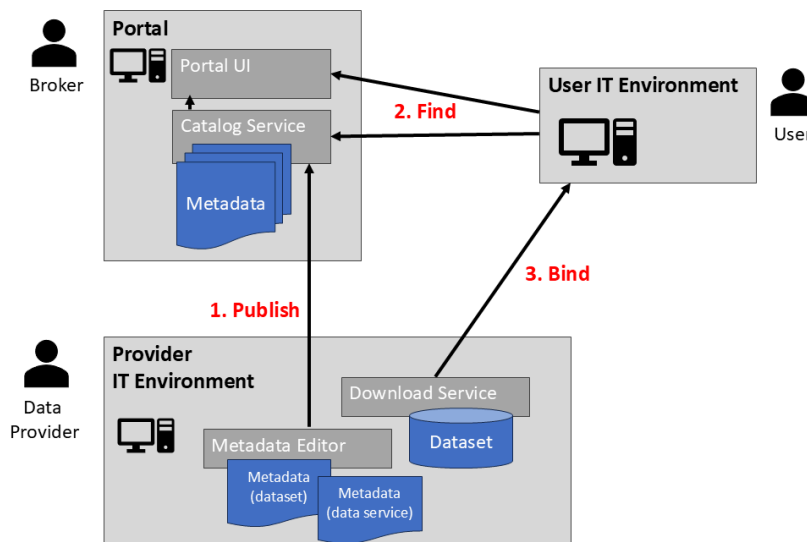 Portal
Portal UI
Broker
Catalog Service
Metadata
User IT Environment
User
2. Find
1. Publish
3. Bind
Provider
IT Environment
Data
Provider
Download Service
Dataset
Metadata Editor
Metadata
(dataset)
Metadata
(data service)